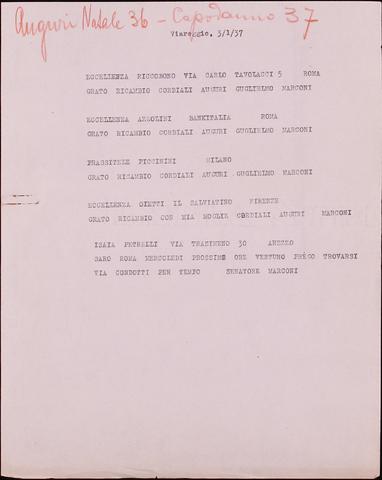 Auguri Natale 36 - Capodanno 37
Viareggio, 3/1/37
ECCELLENZA RICCOBONO VIA CARLO TAVOLACCI 5 ROMA
GRATO RICAMBIO CORDIALI AUGURI GUGLIELMO MARCONI
ECCELLENZA AZZOLINI BANKITALIA ROMA
GRATO RICAMBIO CORDIALI AUGURI GUGLIELMO MARCONI
PRASSITELE PICCININI MILANO
GRATO RICAMBIO CORDIALI AUGURI GUGLIELMO MARCONI
ECCELLENZA OIETTI IL SALVIATINO FIRENZE
GRATO RICAMBIO CON MIA MOGLIE CORDIALI AUGURI MARCONI
ISAIA PETRELLI VIA TRASIMENO 30 AREZZO
SARO ROMA MERCOLEDI PROSSIMO ORE VENTUNO PREGO TROVARSI
VIA CONDOTTI PER TEMPO SENATORE MARCONI